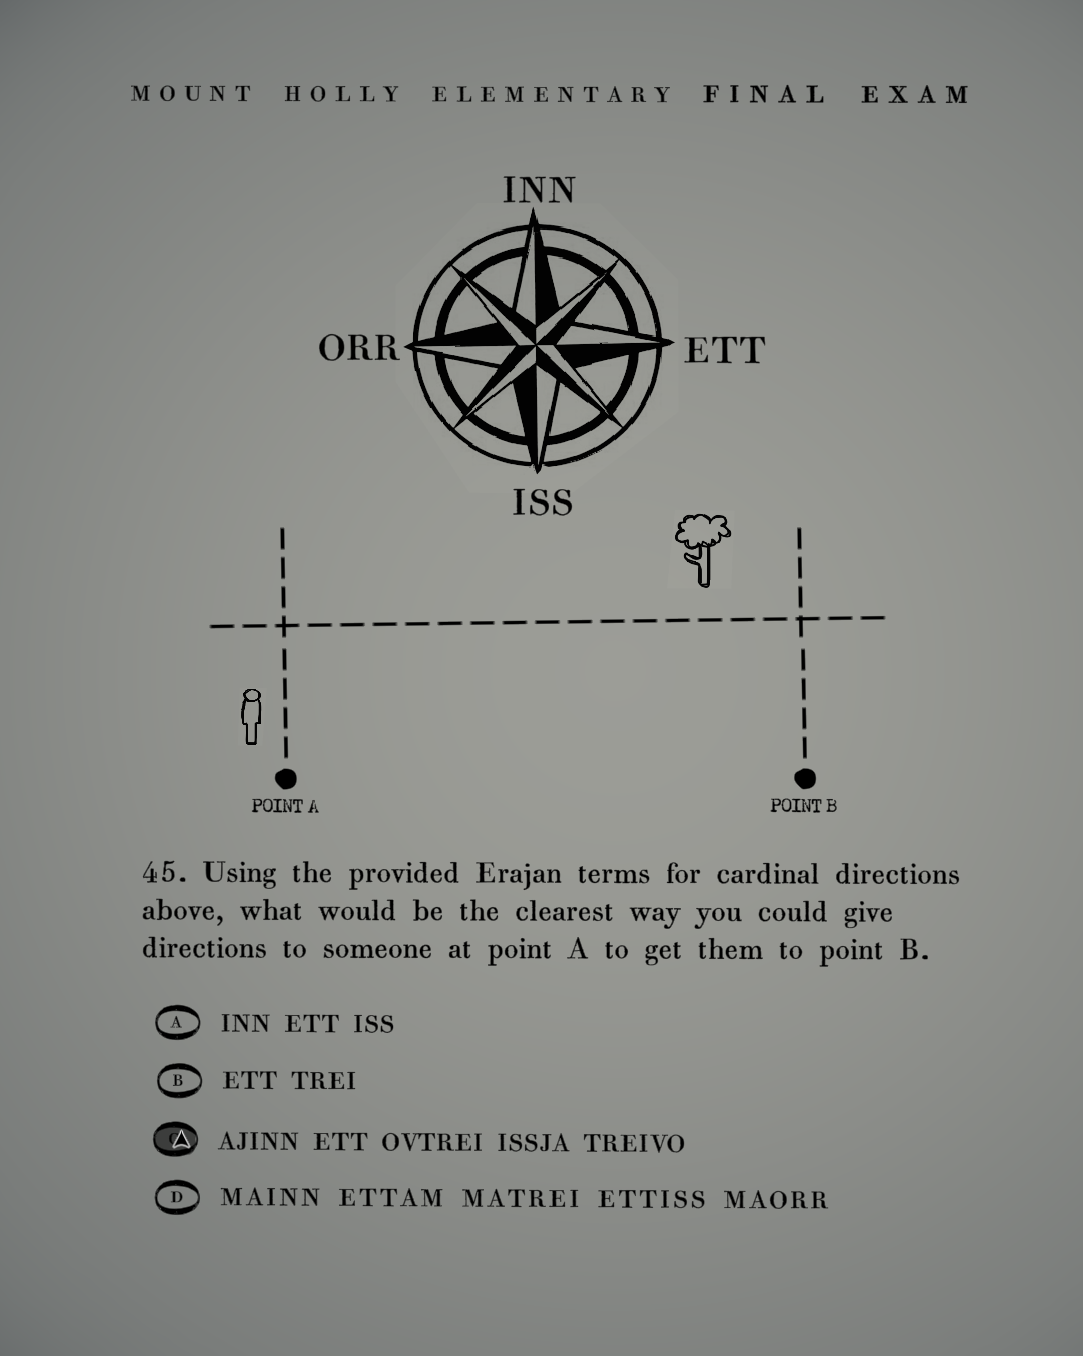 MOUNT HOLLY ELEMENTARY FINAL EXAM
INN
ORR
ETT
ISS
POINT A
POINT B
45. Using the provided Erajan terms for cardinal directions
above, what would be the clearest way you could give
directions to someone at point A to get them to point B.
A INN ETT ISS
B ETT TREI
AJINN ETT OVTREI ISSJA TREIVO
D MAINN ETTAM MATREI ETTISS MAORR